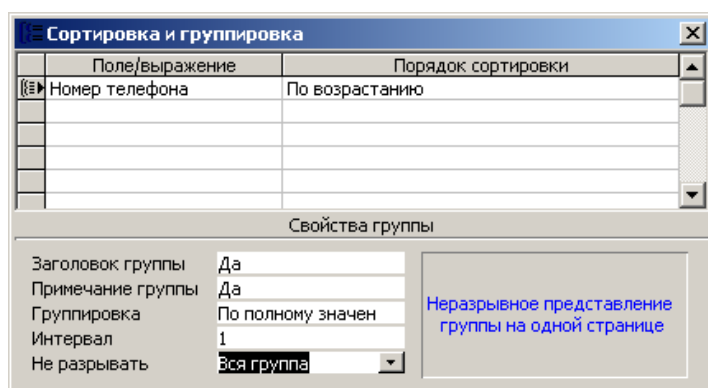 Сортировка и группировка
Поле/выражение Порядок сортировки
Номер телефона По возрастанию
Свойства группы
Заголовок группы Да
Примечание группы Да
Группировка По полному значен
Интервал 1
Не разрывать Вся группа
Неразрывное представление
группы на одной странице